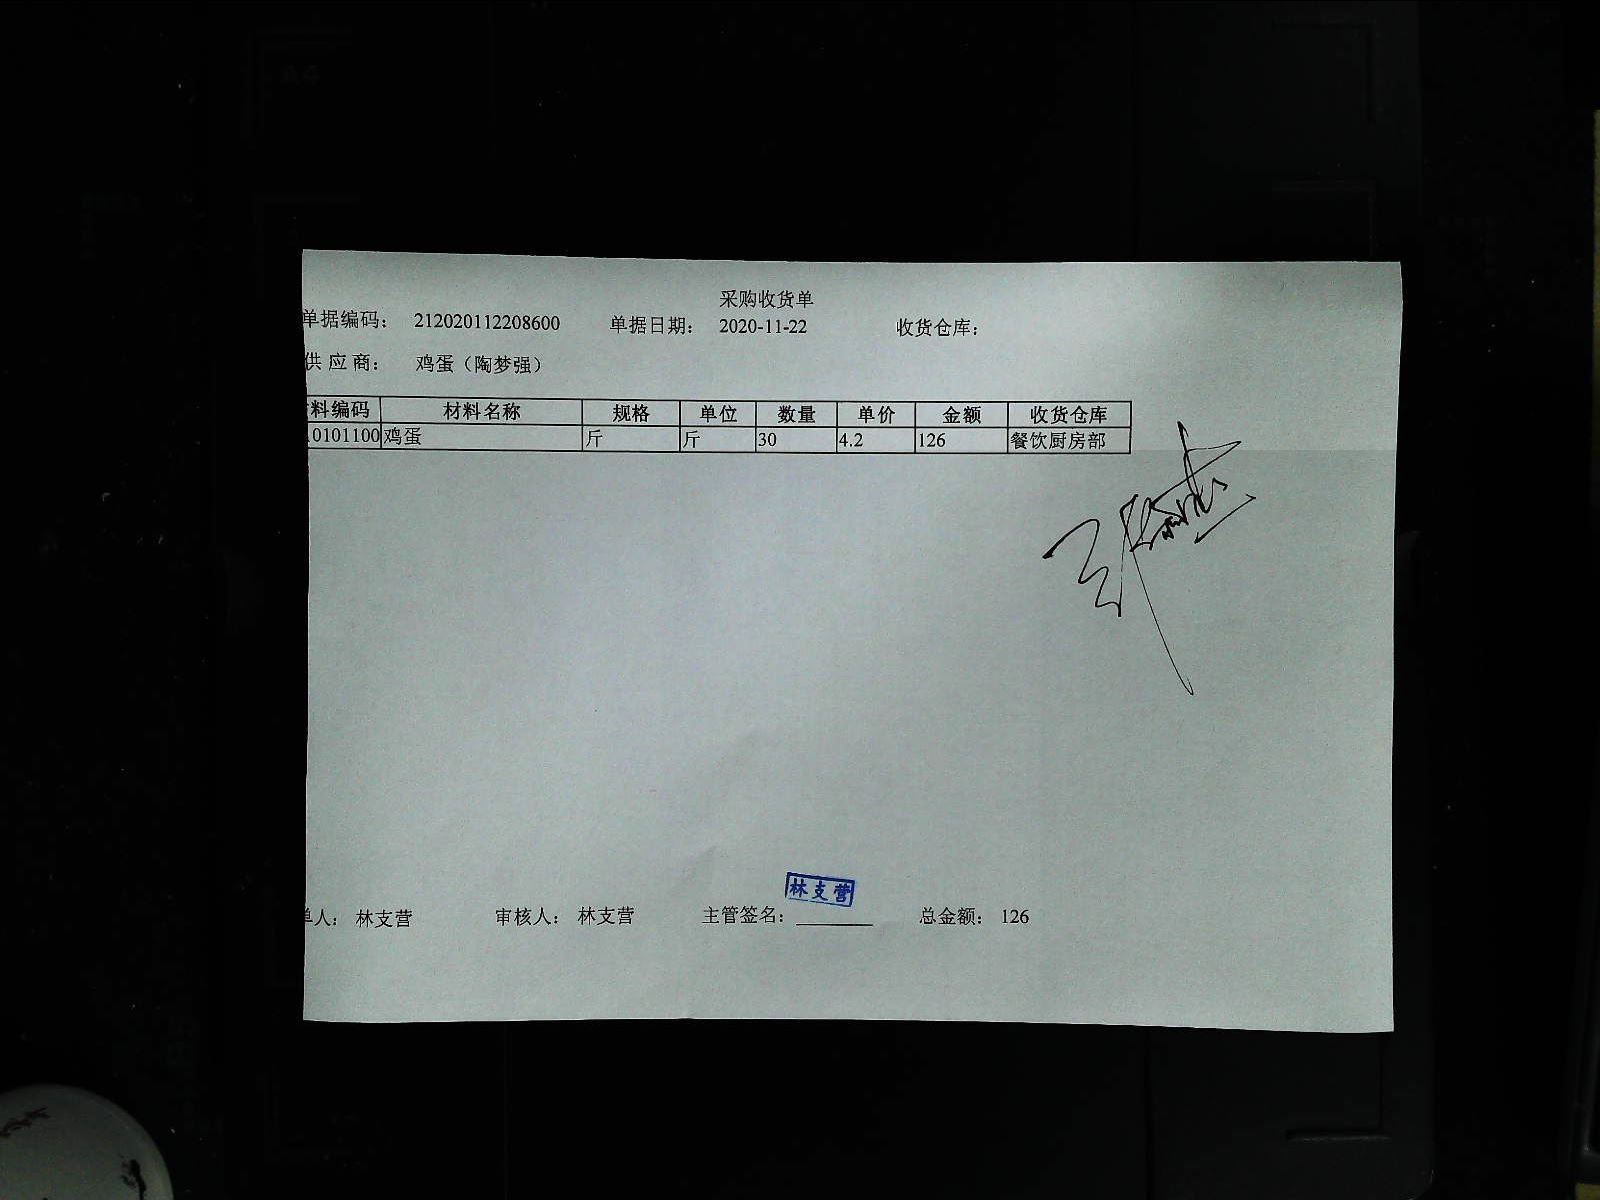 采购收货单
单据编码： 212020112208600 单据日期： 2020-11-22 收货仓库：
供 应 商： 鸡蛋（陶梦强）
料编码 材料名称 规格 单位 数量 单价 金额 收货仓库
0101100 鸡蛋 斤 斤 30 4.2 126 餐饮厨房部
林支营
单人： 林支营 审核人： 林支营 主管签名： 总金额： 126